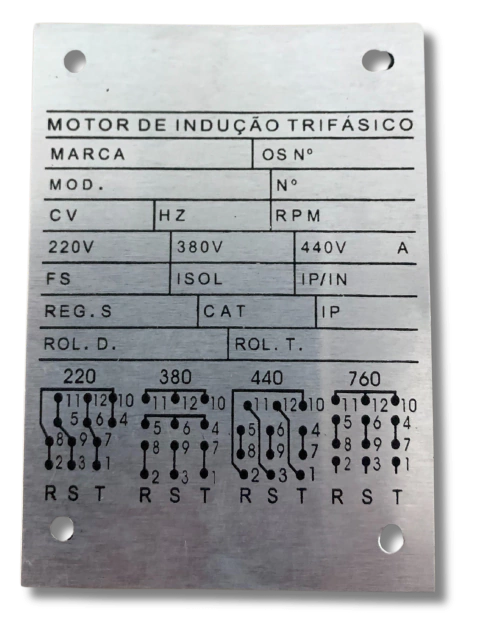 MOTOR DE INDUÇÃO TRIFÁSICO
MARCA OS Nº
MOD. Nº
CV HZ RPM
220V 380V 440V A
FS ISOL IP/IN
REG.S CAT IP
ROL. D. ROL. T.
220 380 440 760
11 12 10 11 12 10 11 12 10 11 12 10
5 6 4 5 6 4 5 6 4 5 6 4
8 9 7 8 9 7 8 9 7 8 9 7
2 3 1 2 3 1 2 3 1 2 3 1
R S T R S T R S T R S T